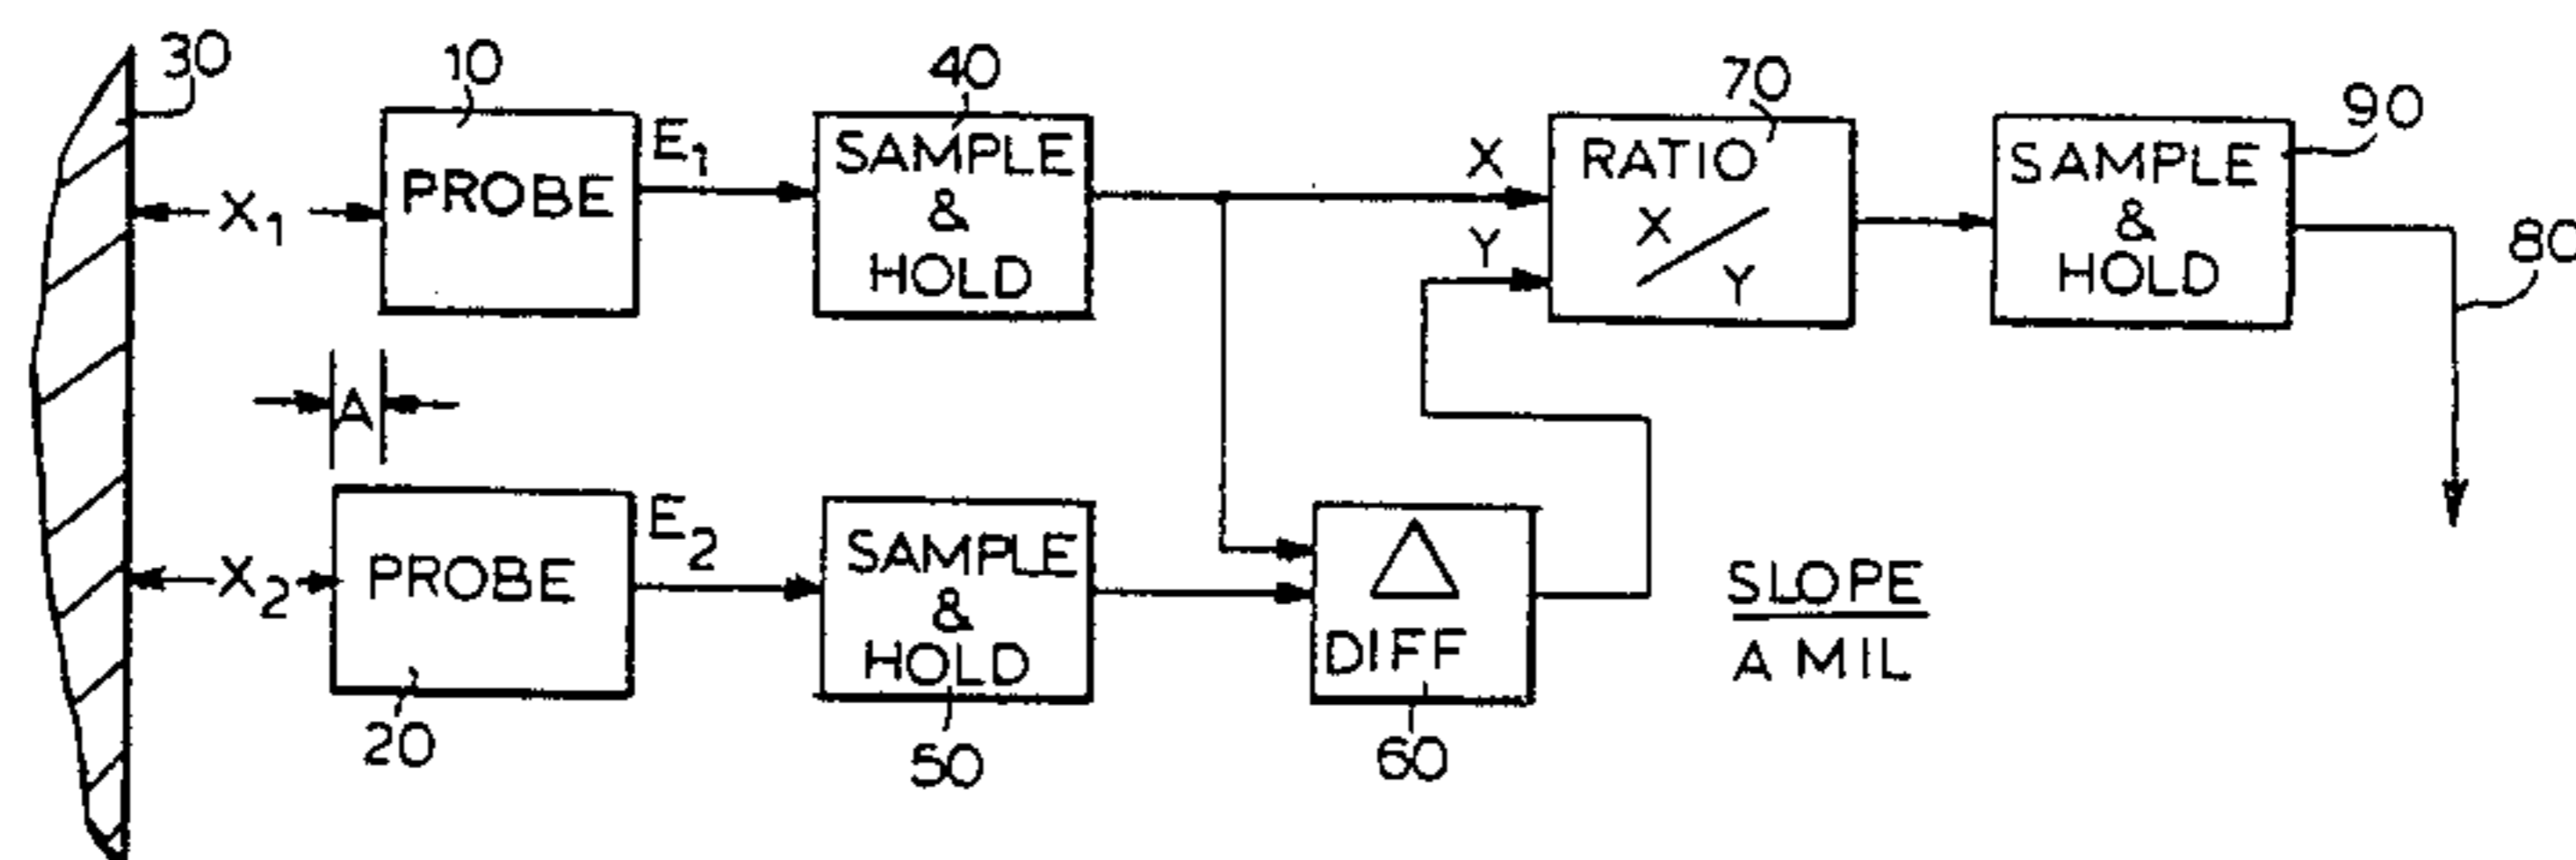 30
10
40
70
90
E1
X1
PROBE
SAMPLE
&
HOLD
X
Y
RATIO
X/Y
SAMPLE
&
HOLD
80
A
X2
PROBE
E2
SAMPLE
&
HOLD
DIFF
SLOPE
A MIL
20
50
60